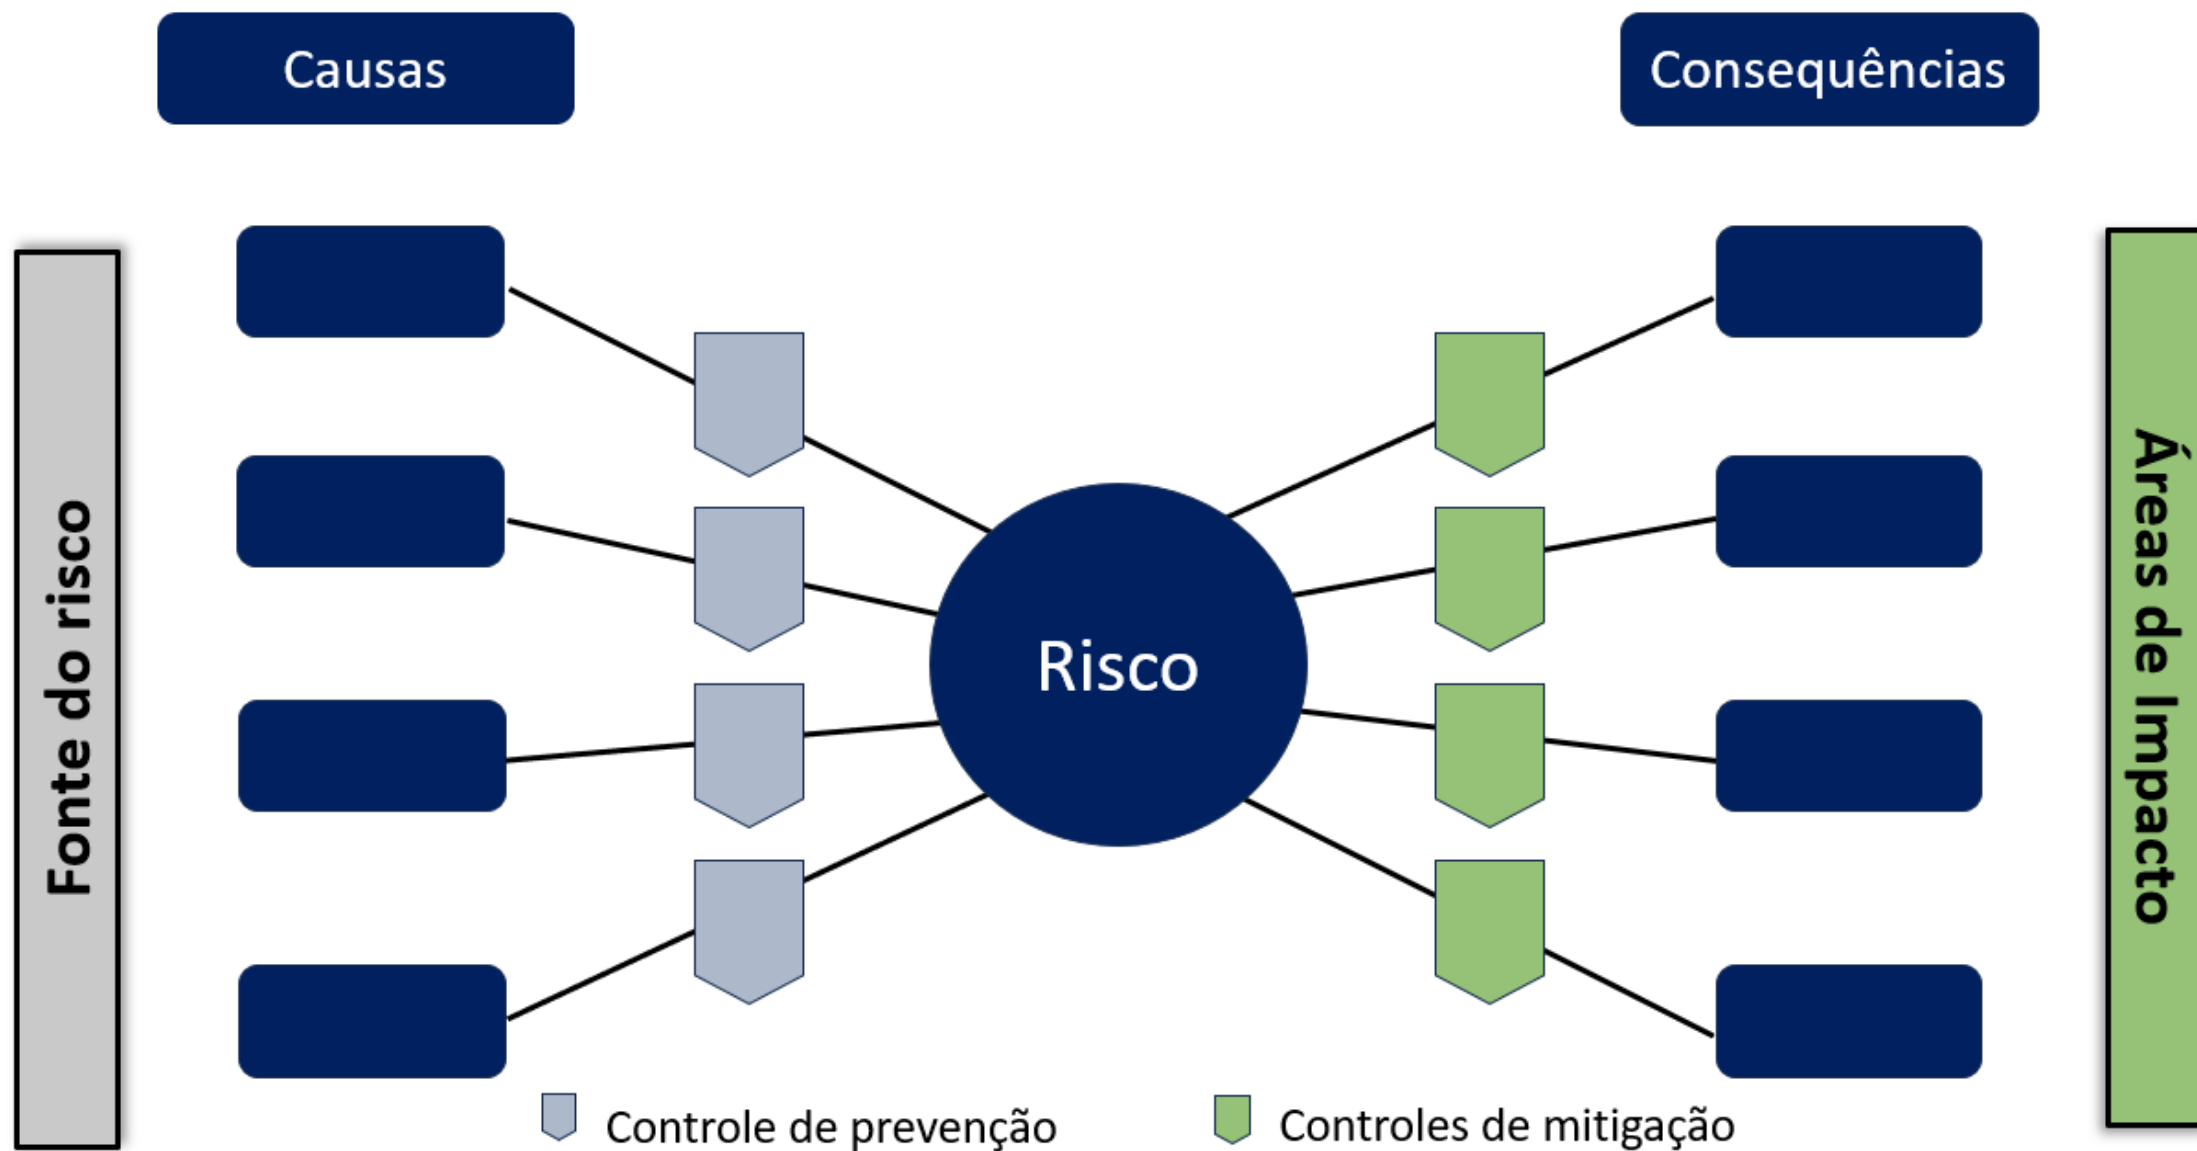 Causas
Consequências
Fonte do risco
Risco
Áreas de Impacto
Controle de prevenção
Controles de mitigação